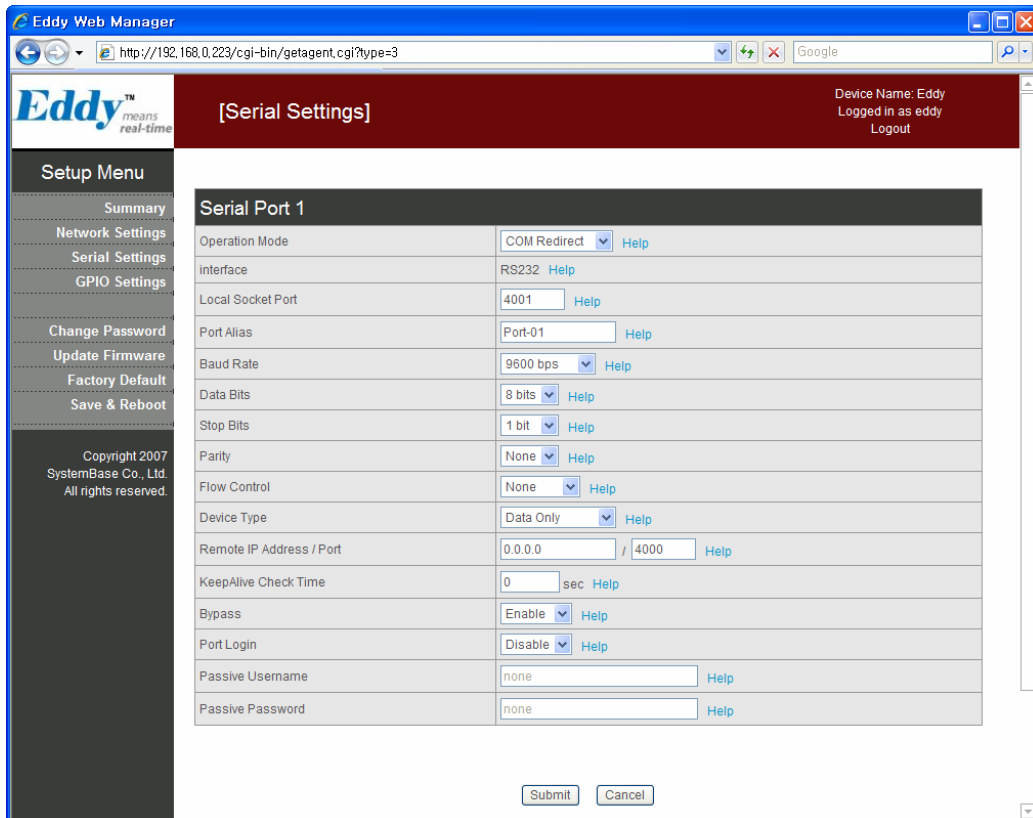 Eddy Web Manager
http://192.168.0.223/cgi-bin/getagent.cgi?type=3
Google
Eddy™ means real-time
[Serial Settings]
Device Name: Eddy
Logged in as eddy
Logout
Setup Menu
Summary
Network Settings
Serial Settings
GPIO Settings
Change Password
Update Firmware
Factory Default
Save & Reboot
Copyright 2007
SystemBase Co., Ltd.
All rights reserved.
Serial Port 1
Operation Mode COM Redirect Help
interface RS232 Help
Local Socket Port 4001 Help
Port Alias Port-01 Help
Baud Rate 9600 bps Help
Data Bits 8 bits Help
Stop Bits 1 bit Help
Parity None Help
Flow Control None Help
Device Type Data Only Help
Remote IP Address / Port 0.0.0.0 / 4000 Help
KeepAlive Check Time 0 sec Help
Bypass Enable Help
Port Login Disable Help
Passive Username none Help
Passive Password none Help
Submit Cancel